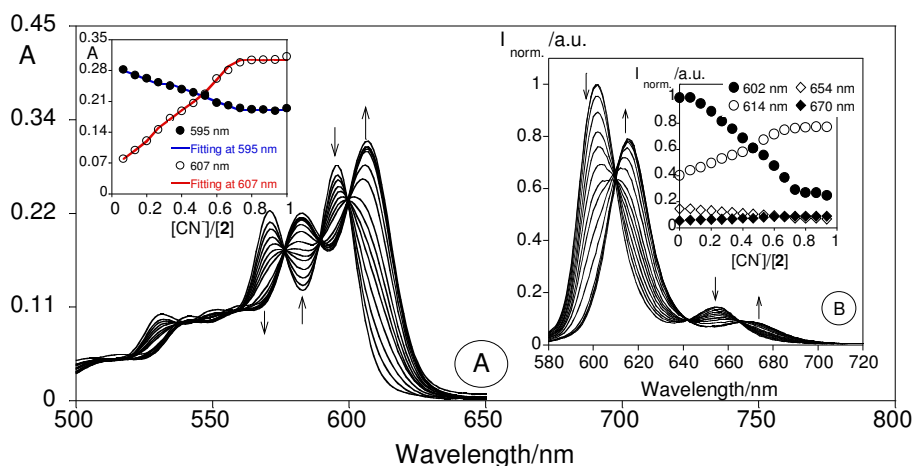 0.45
A
0.34
0.22
0.11
0
500
550
600
650
700
750
800
Wavelength/nm
A
A
0.36
0.28
0.21
0.14
0.07
0
0
0.2
0.4
0.6
0.8
1
[CN-]/[2]
595 nm
Fitting at 595 nm
607 nm
Fitting at 607 nm
I norm. /a.u.
1
0.8
0.6
0.4
0.2
0
580
600
620
640
660
680
700
720
Wavelength/nm
B
I norm. /a.u.
602 nm
654 nm
614 nm
670 nm
1
0.8
0.6
0.4
0.2
0
0
0.2
0.4
0.6
0.8
1
[CN-]/[2]